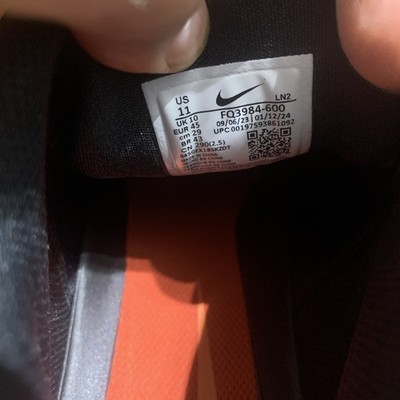 US
11
UK 10
EUR 45
cm 29
BR 43
CN 290(2.5)
LN2
FQ3984-600
09/06/23 | 01/12/24
UPC 00197593861092